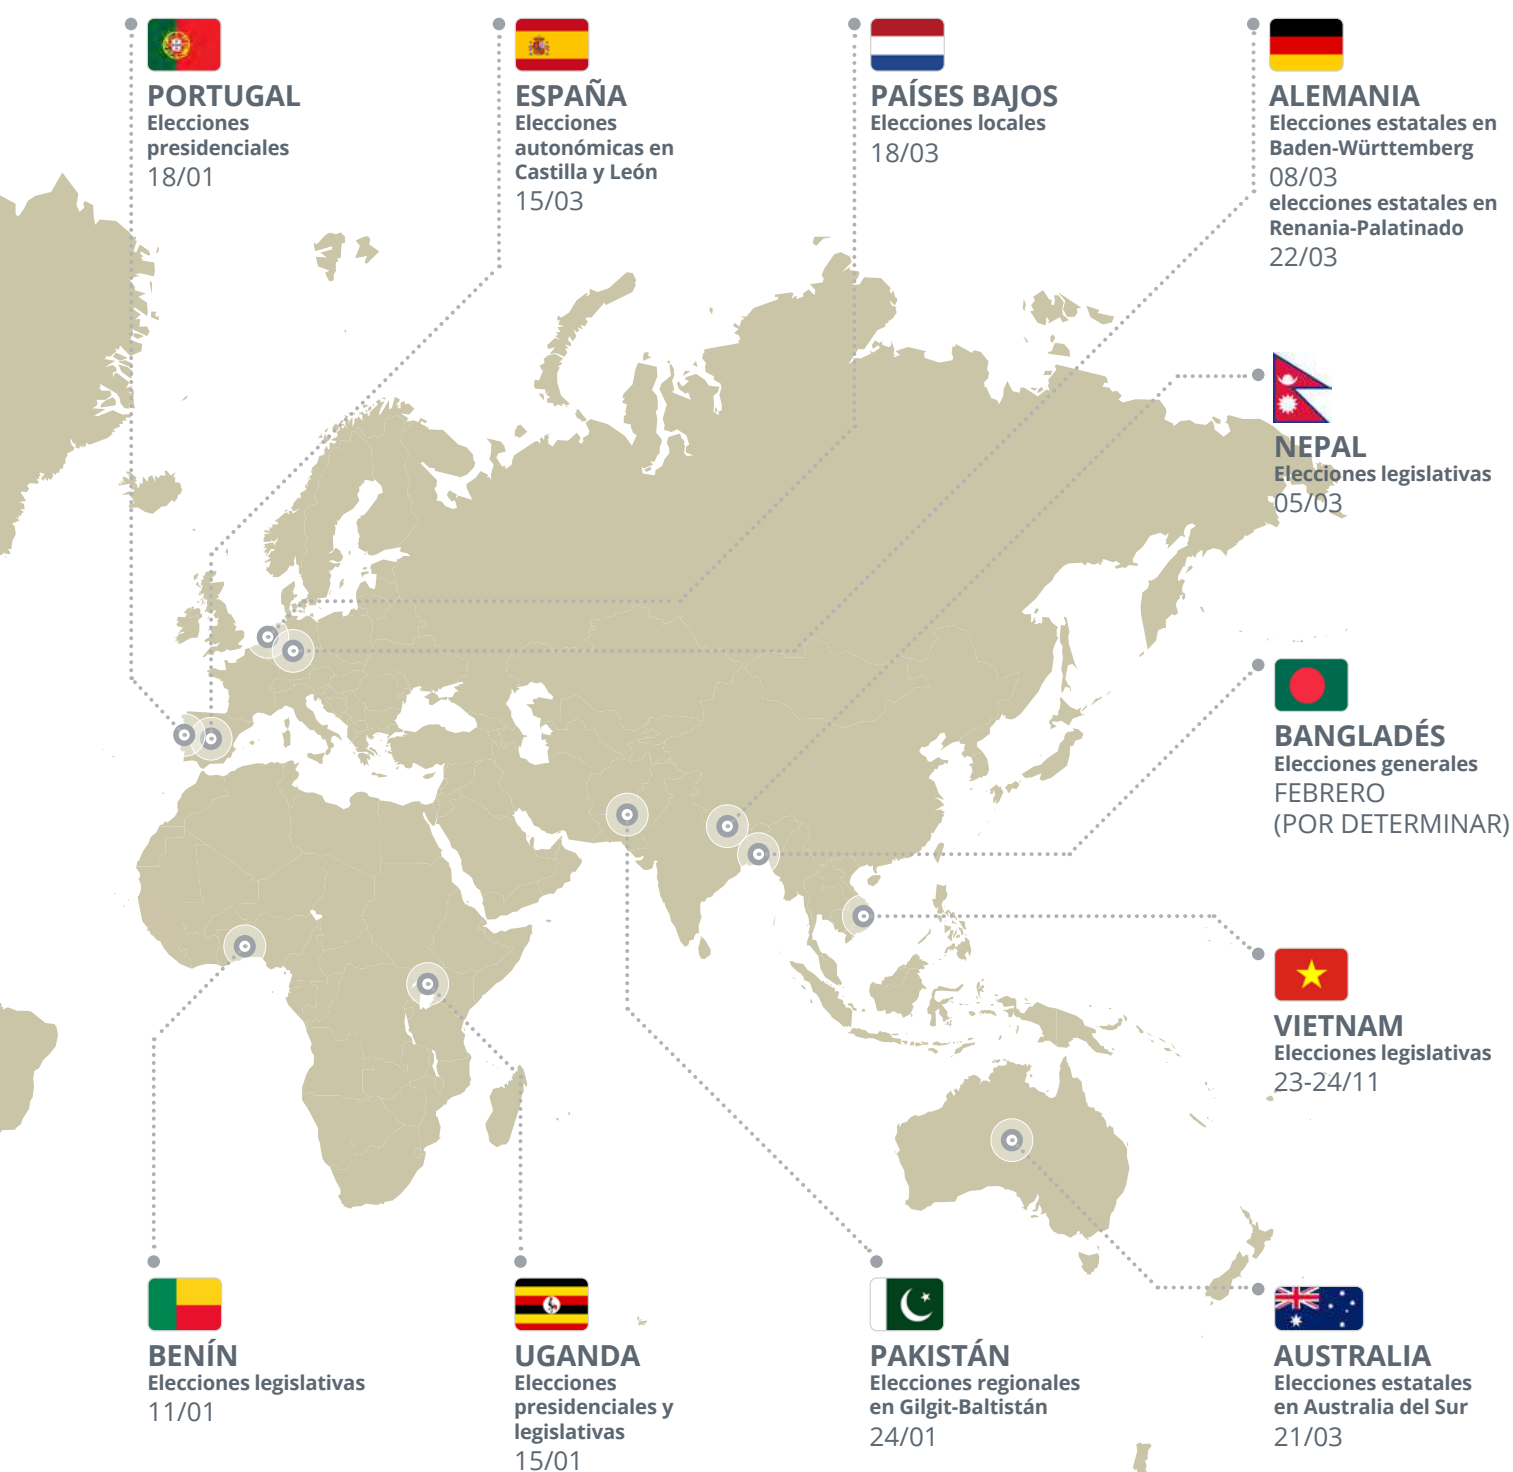 PORTUGAL
Elecciones
presidenciales
18/01
ESPAÑA
Elecciones
autonómicas en
Castilla y León
15/03
PAÍSES BAJOS
Elecciones locales
18/03
ALEMANIA
Elecciones estatales en
Baden-Württemberg
08/03
elecciones estatales en
Renania-Palatinado
22/03
NEPAL
Elecciones legislativas
05/03
BANGLADÉS
Elecciones generales
FEBRERO
(POR DETERMINAR)
VIETNAM
Elecciones legislativas
23-24/11
BENÍN
Elecciones legislativas
11/01
UGANDA
Elecciones
presidenciales y
legislativas
15/01
PAKISTÁN
Elecciones regionales
en Gilgit-Baltistán
24/01
AUSTRALIA
Elecciones estatales
en Australia del Sur
21/03